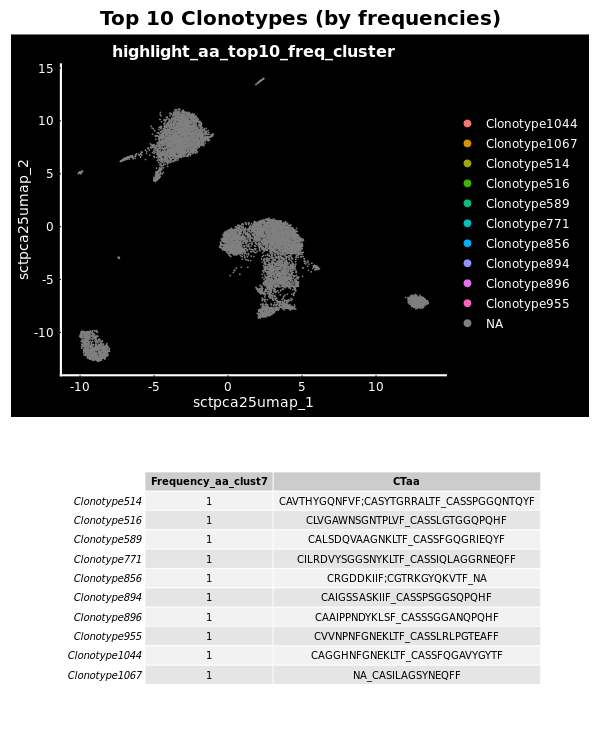 Top 10 Clonotypes (by frequencies)
highlight_aa_top10_freq_cluster
15
10
5
0
-5
-10
sctpca25umap_2
-10 -5 0 5 10
sctpca25umap_1
Clonotype1044
Clonotype1067
Clonotype514
Clonotype516
Clonotype589
Clonotype771
Clonotype856
Clonotype894
Clonotype896
Clonotype955
NA
Frequency_aa_clust7 CTaa
Clonotype514 1 CAVTHYGQNFVF;CASYTGRRALTF_CASSPGGQNTQYF
Clonotype516 1 CLVGAWNSGNTPLVF_CASSLGTGGQPQHF
Clonotype589 1 CALSDQVAAGNKLTF_CASSFGQGRIEQYF
Clonotype771 1 CILRDVYSGGSNYKLTF_CASSIQLAGGRNEQFF
Clonotype856 1 CRGDDKIIF;CGTRKGYQKVTF_NA
Clonotype894 1 CAIGSSASKIIF_CASSPSGGSQPQHF
Clonotype896 1 CAAIPPNDYKLSF_CASSSGGANQPQHF
Clonotype955 1 CVVNPNFGNEKLTF_CASSLRLPGTEAFF
Clonotype1044 1 CAGGHNFGNEKLTF_CASSFQGAVYGYTF
Clonotype1067 1 NA_CASILAGSYNEQFF